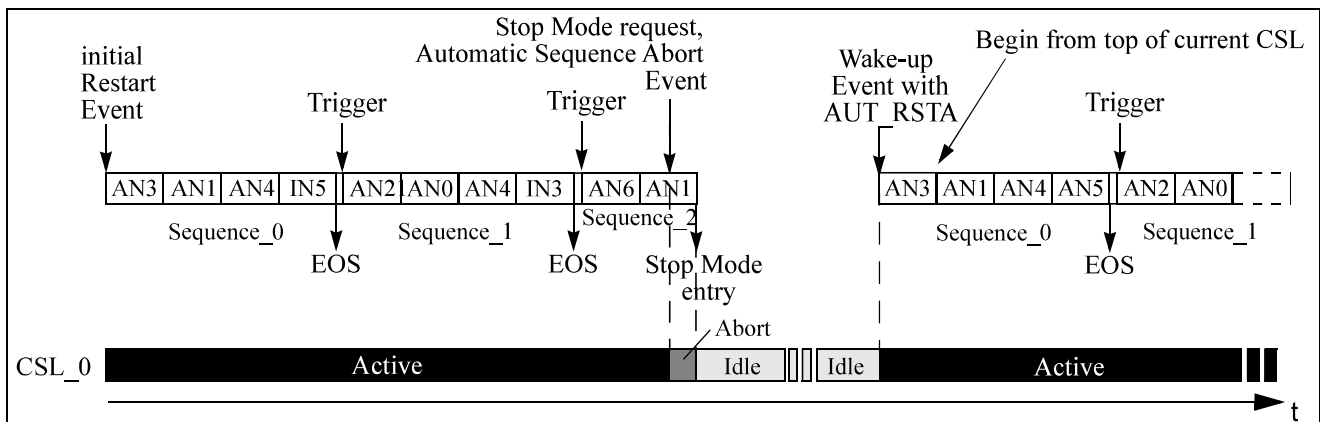 initial
Restart
Event
Trigger
Stop Mode request,
Automatic Sequence Abort
Event
Trigger
Wake-up
Event with
AUT_RSTA
Begin from top of current CSL
Trigger
AN3 AN1 AN4 IN5 AN2 AN0 AN4 IN3 AN6 AN1
AN3 AN1 AN4 AN5 AN2 AN0
Sequence_0
Sequence_1
Sequence_2
Sequence_0
Sequence_1
EOS
EOS
Stop Mode
entry
EOS
Abort
CSL_0
Active
Idle
Idle
Active
t